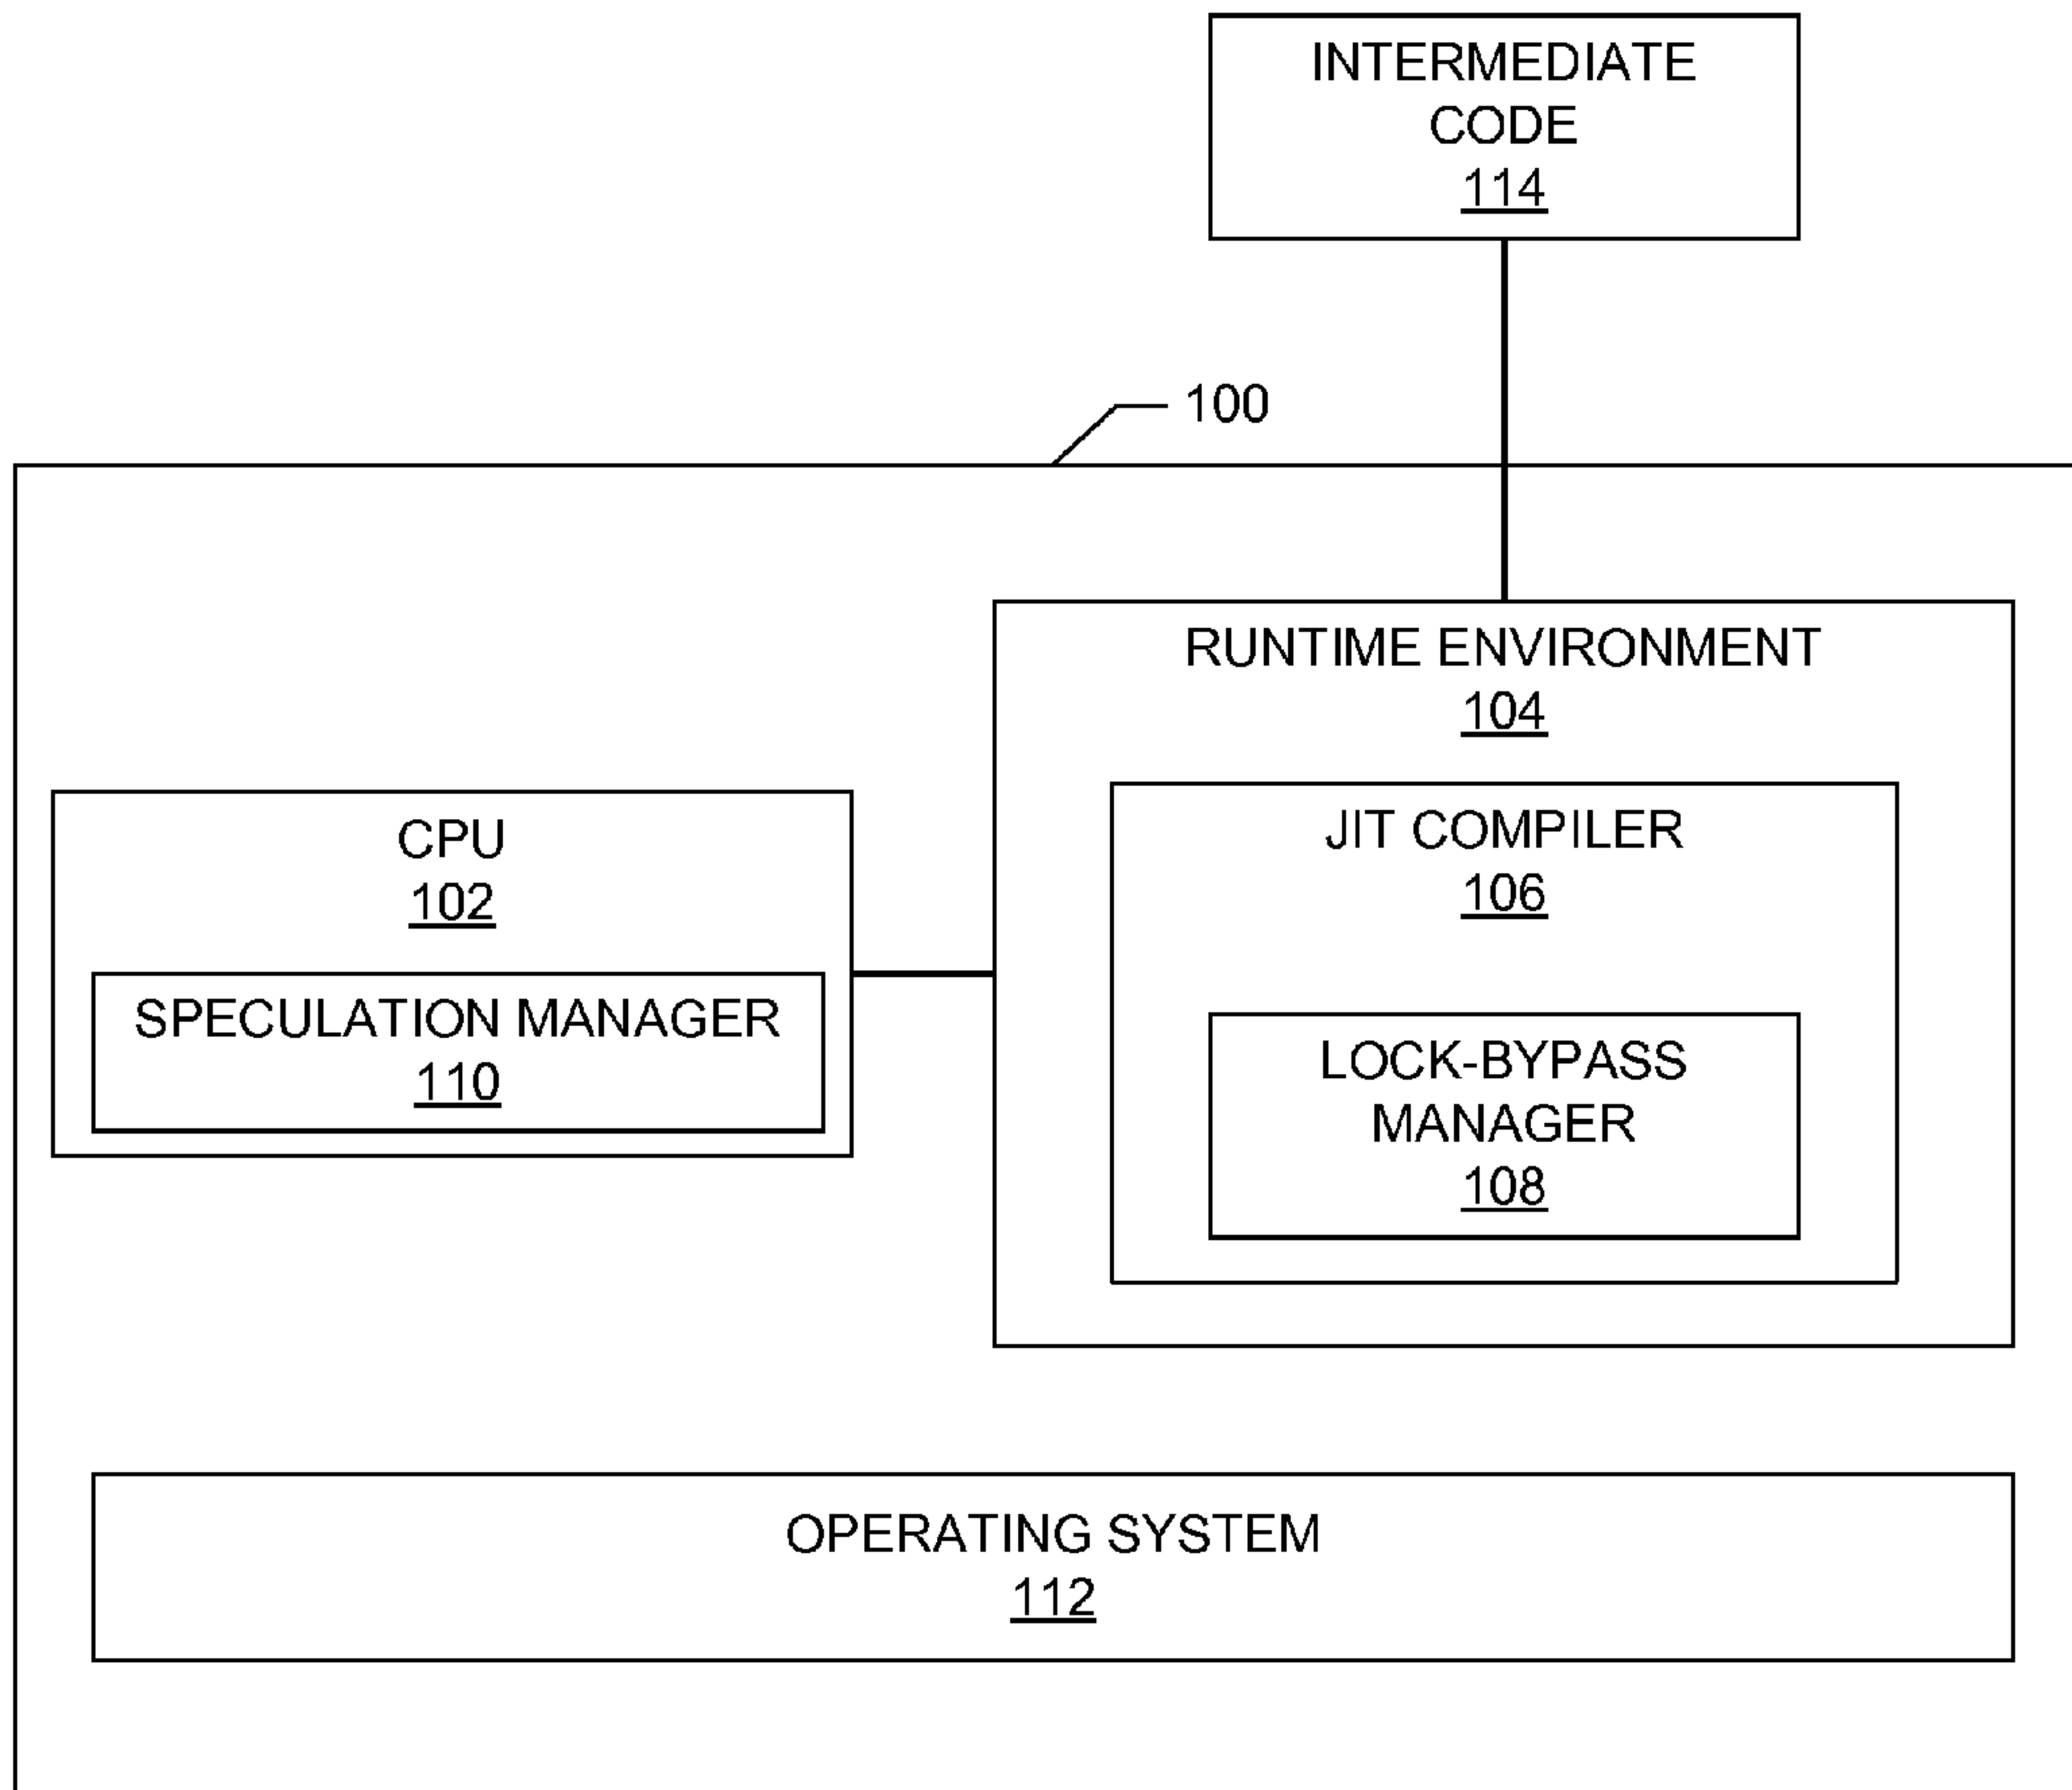 INTERMEDIATE
CODE
114
100
RUNTIME ENVIRONMENT
104
JIT COMPILER
106
CPU
102
SPECULATION MANAGER
110
LOCK-BYPASS
MANAGER
108
OPERATING SYSTEM
112